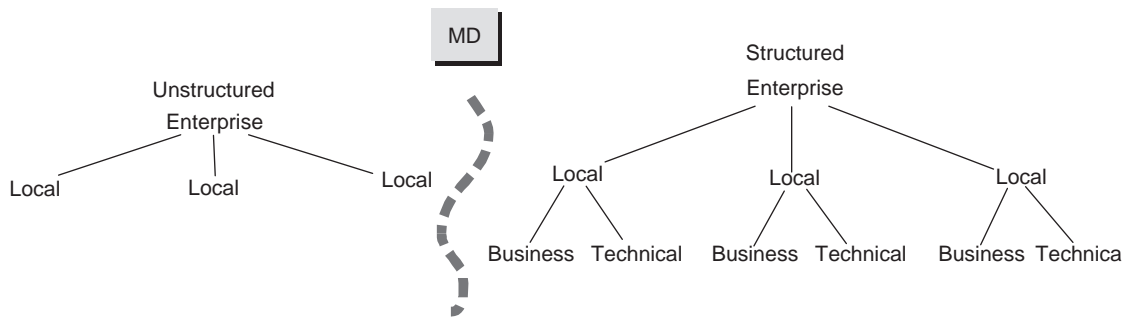 MD
Unstructured
Enterprise
Local
Local
Local
Structured
Enterprise
Local
Local
Local
Business Technical
Business Technical
Business Technica